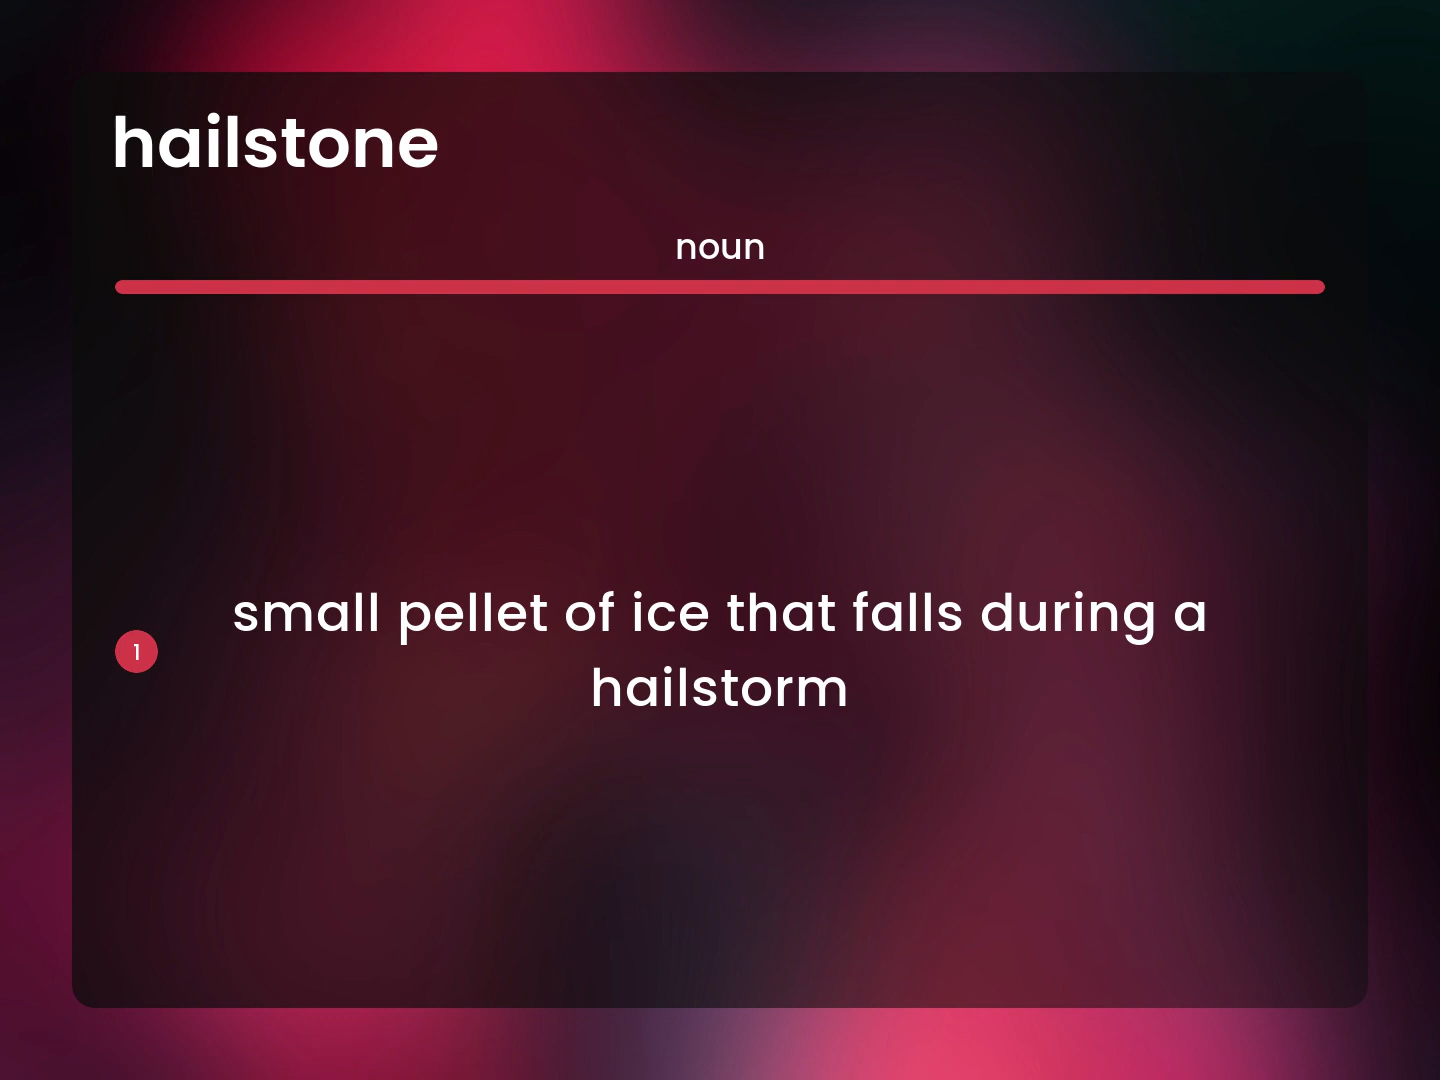 hailstone
noun
1
small pellet of ice that falls during a
hailstorm